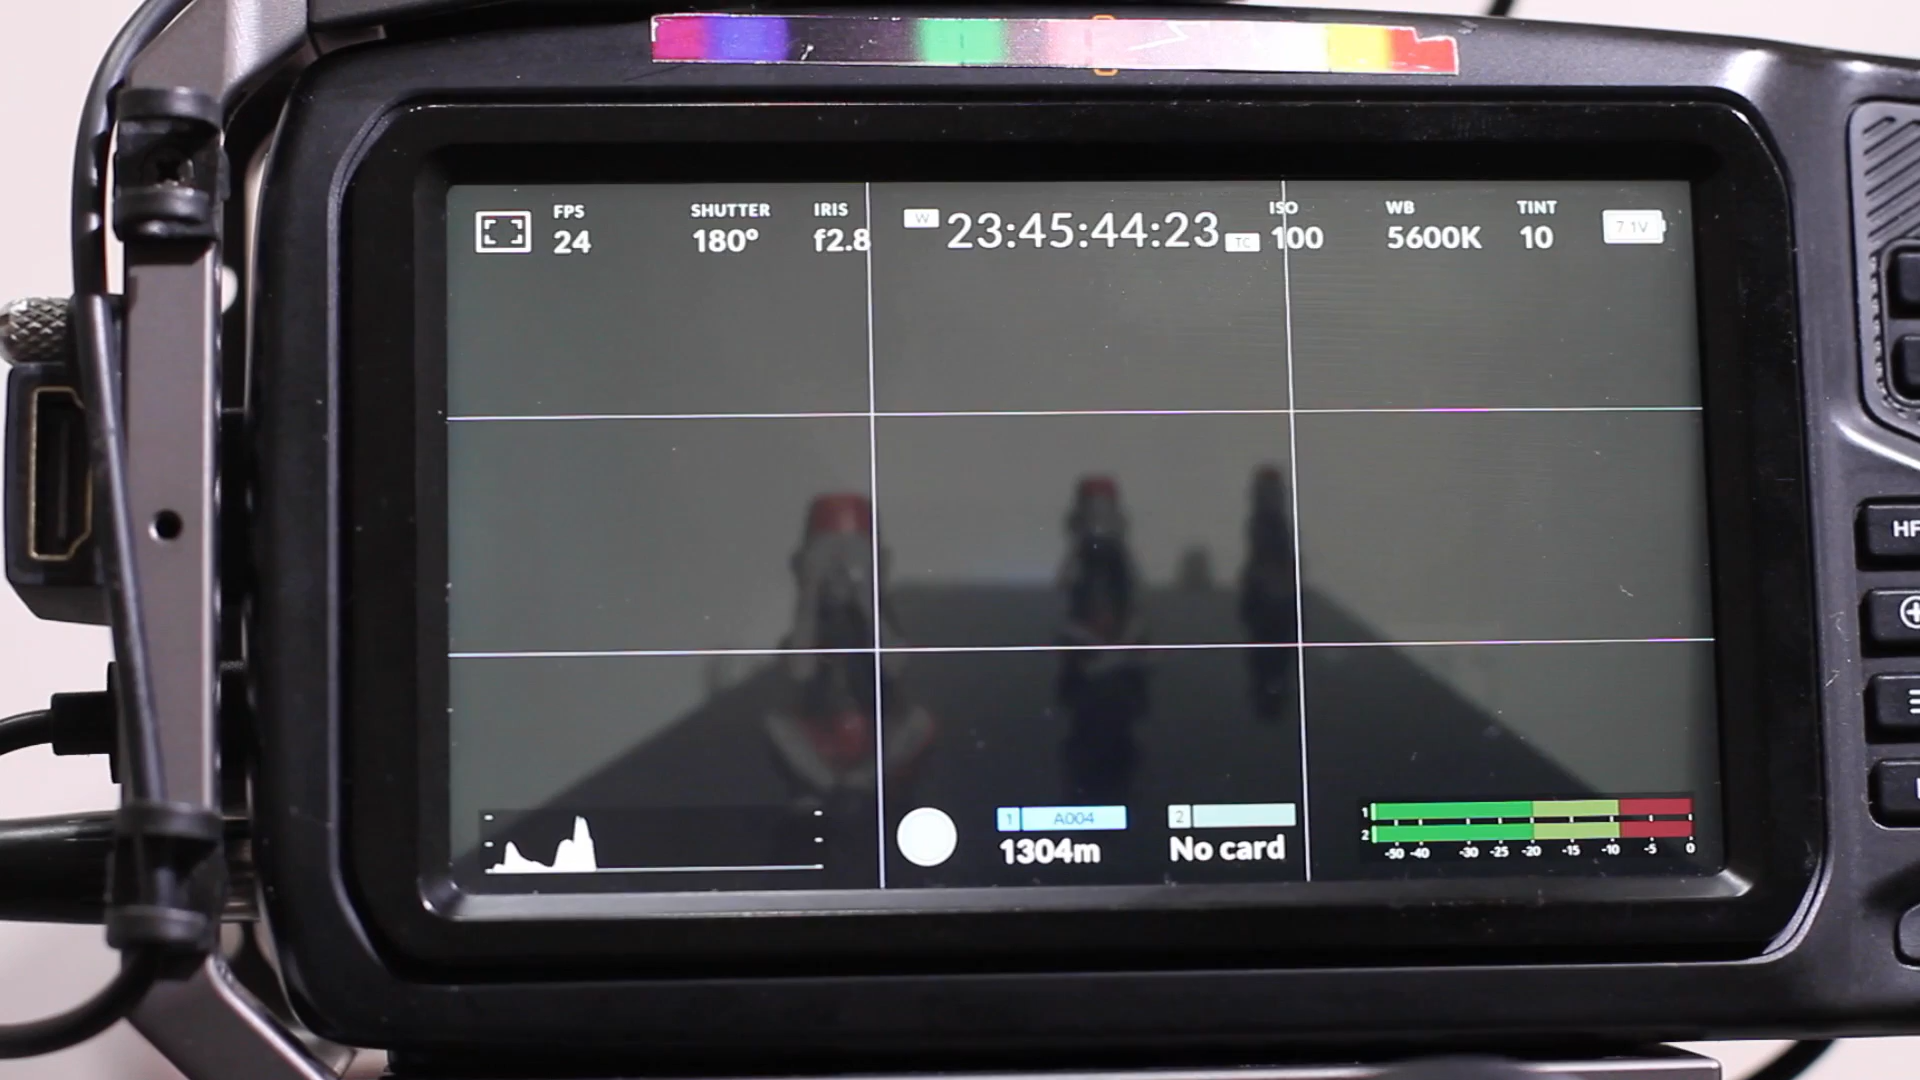 FPS SHUTTER IRIS ISO WB TINT
24 180° f2.8 W 23:45:44:23 TC 100 5600K 10 7.1V
HF
1 A004 2
1304m No card
1
2
-50 -40 -30 -25 -20 -15 -10 -5 0